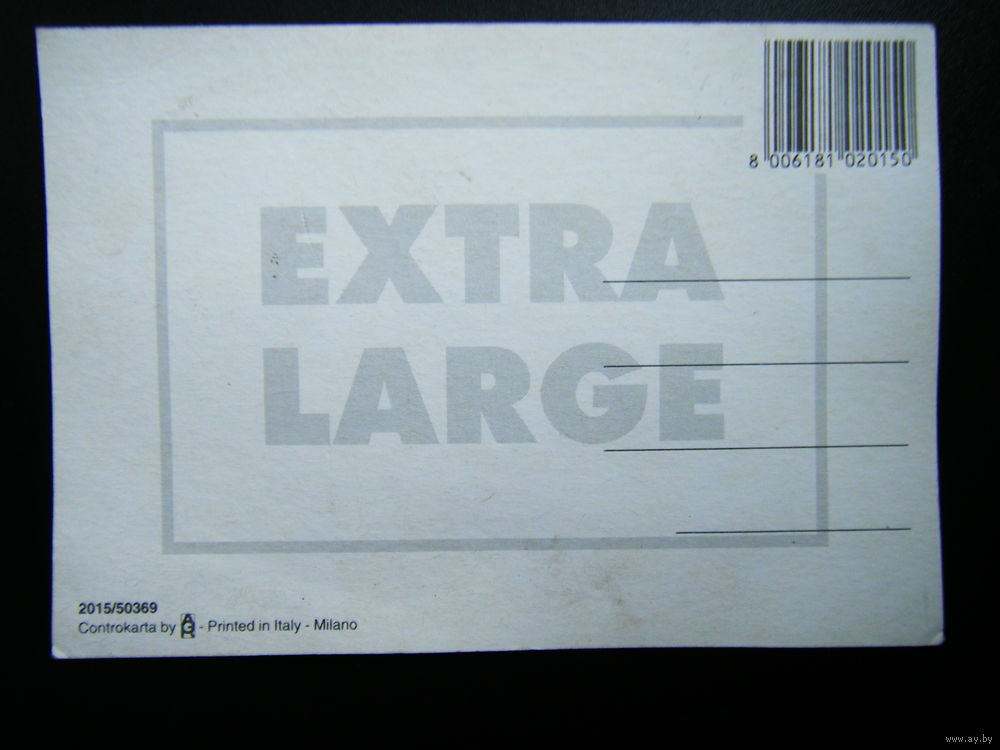 8 006181 020150
EXTRA
LARGE
2015/50369
Controkarta by - Printed in Italy - Milano
www.ay.by